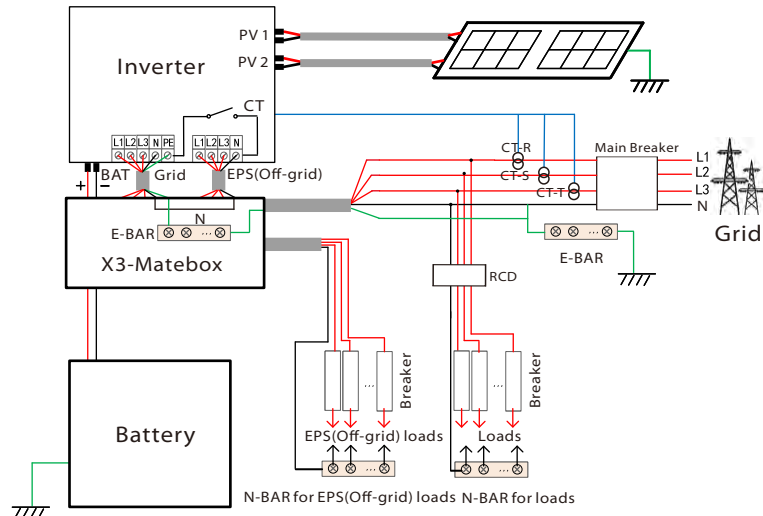 PV 1
Inverter
PV 2
CT
L1 L2 L3 N PE
L1 L2 L3 N
BAT
Grid
EPS(Off-grid)
+
−
CT-R
CT-S
CT-T
Main Breaker
L1
L2
L3
N
Grid
N
E-BAR
...
X3-Matebox
...
E-BAR
RCD
...
Breaker
...
Breaker
Battery
EPS(Off-grid) loads
Loads
...
...
N-BAR for EPS(Off-grid) loads
N-BAR for loads